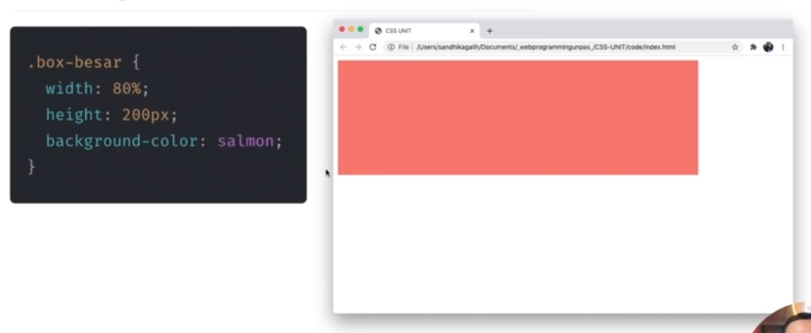 .box-besar {
width: 80%;
height: 200px;
background-color: salmon;
}
CSS UNIT
File | /Users/sandhikagalih/Documents/_webprogrammingunpas_/CSS-UNIT/code/index.html